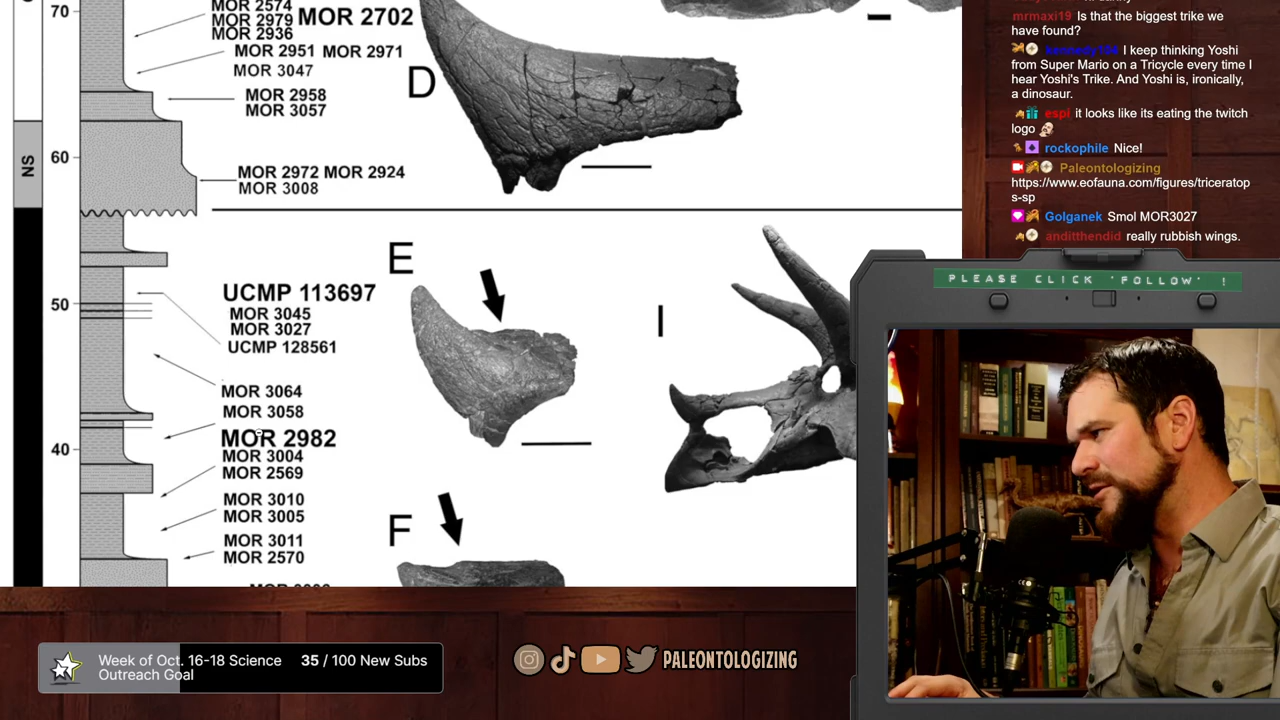 70
MOR 2574
MOR 2979
MOR 2702
MOR 2936
MOR 2951 MOR 2971
MOR 3047
MOR 2958
MOR 3057
NS
60
MOR 2972 MOR 2924
MOR 3008
D
E
50
UCMP 113697
MOR 3045
MOR 3027
UCMP 128561
I
MOR 3064
MOR 3058
40
MOR 2982
MOR 3004
MOR 2569
MOR 3010
MOR 3005
F
MOR 3011
MOR 2570
mrmaxi19 Is that the biggest trike we
have found?
I keep thinking Yoshi
from Super Mario on a Tricycle every time I
hear Yoshi's Trike. And Yoshi is, ironically,
a dinosaur.
espi it looks like its eating the twitch
logo
rockophile Nice!
Paleontologizing
https://www.eofauna.com/figures/triceratop
s-sp
Golganek Smol MOR3027
anditthendid really rubbish wings.
PLEASE CLICK 'FOLLOW' !
Week of Oct. 16-18 Science
Outreach Goal
35 / 100 New Subs
PALEONTOLOGIZING